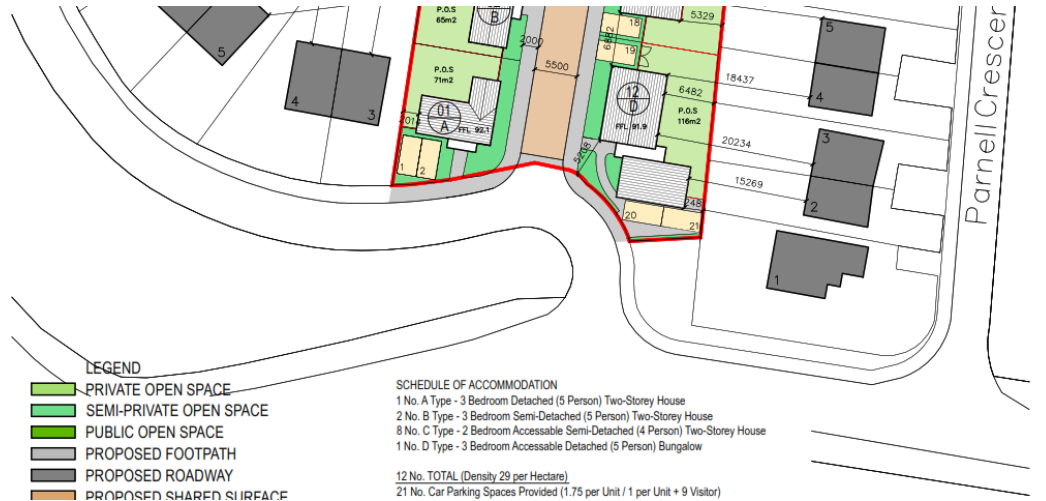 P.O.S
65m2
B
2000
5500
18
19
5329
5
5
P.O.S
71m2
18437
6482
4
3
12
D
FFL 91.9
P.O.S
116m2
4
01
A
FFL 92.1
20234
3
1
2
5208
15269
2
20
21
1
Parnell Crescen
LEGEND
PRIVATE OPEN SPACE
SEMI-PRIVATE OPEN SPACE
PUBLIC OPEN SPACE
PROPOSED FOOTPATH
PROPOSED ROADWAY
PROPOSED SHARED SURFACE
SCHEDULE OF ACCOMMODATION
1 No. A Type - 3 Bedroom Detached (5 Person) Two-Storey House
2 No. B Type - 3 Bedroom Semi-Detached (5 Person) Two-Storey House
8 No. C Type - 2 Bedroom Accessable Semi-Detached (4 Person) Two-Storey House
1 No. D Type - 3 Bedroom Accessable Detached (5 Person) Bungalow
12 No. TOTAL (Density 29 per Hectare)
21 No. Car Parking Spaces Provided (1.75 per Unit / 1 per Unit + 9 Visitor)